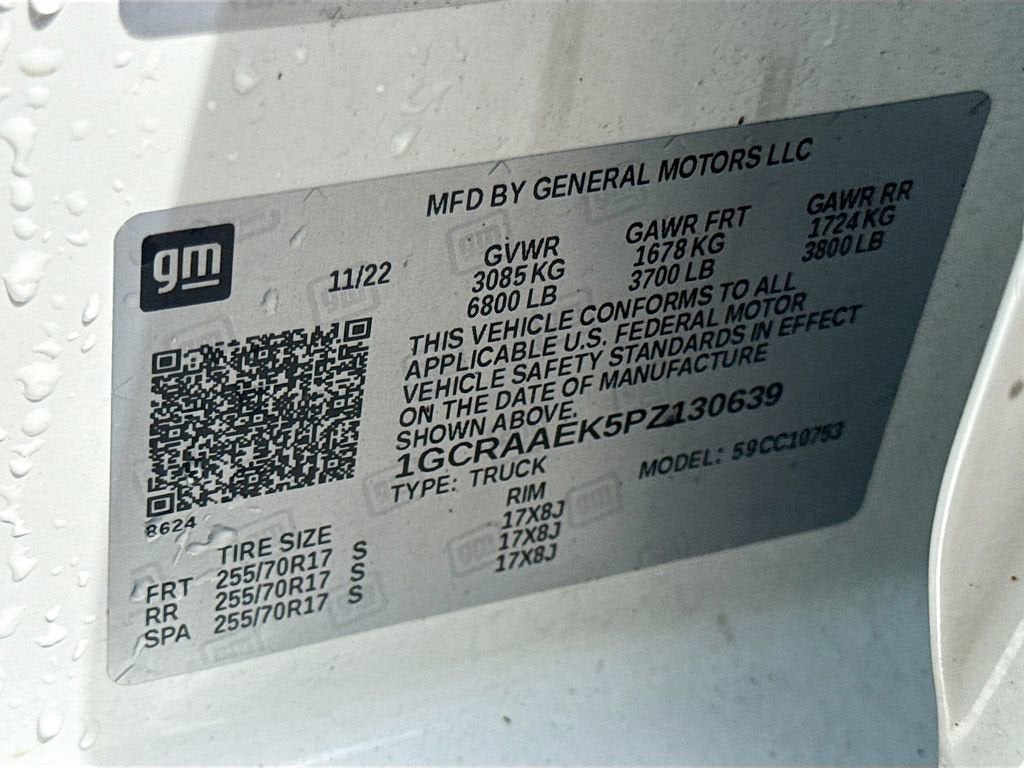 MFD BY GENERAL MOTORS LLC
gm
11/22
GVWR
3085 KG
6800 LB
GAWR FRT
1678 KG
3700 LB
GAWR RR
1724 KG
3800 LB
THIS VEHICLE CONFORMS TO ALL
APPLICABLE U.S. FEDERAL MOTOR
VEHICLE SAFETY STANDARDS IN EFFECT
ON THE DATE OF MANUFACTURE
SHOWN ABOVE.
1GCRAAEK5PZ130639
TYPE: TRUCK
MODEL: 59CC10753
8624
TIRE SIZE RIM
FRT 255/70R17 S 17X8J
RR 255/70R17 S 17X8J
SPA 255/70R17 S 17X8J